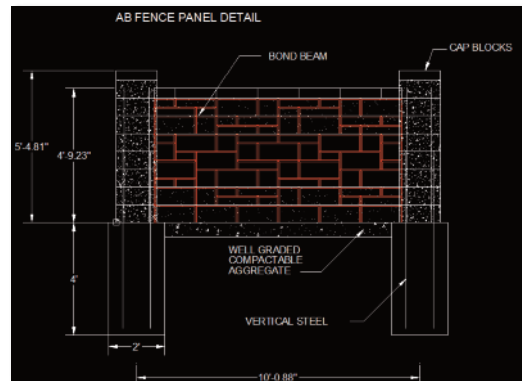 AB FENCE PANEL DETAIL
CAP BLOCKS
BOND BEAM
5'-4.81"
4'-9.23"
WELL GRADED
COMPACTABLE
AGGREGATE
4'
VERTICAL STEEL
2'
10'-0.88"